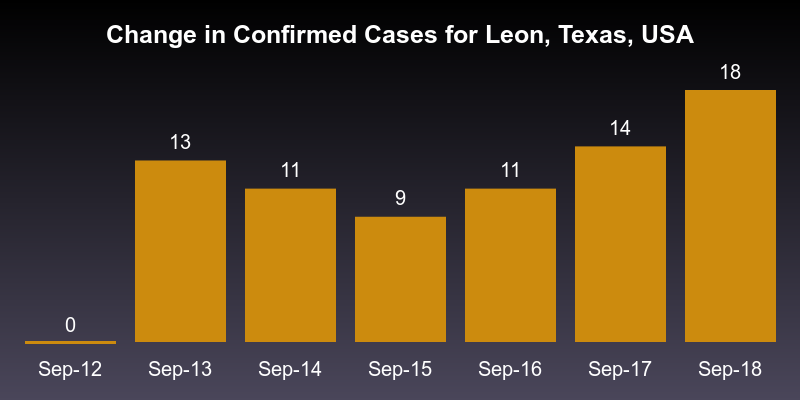 Change in Confirmed Cases for Leon, Texas, USA
0 13 11 9 11 14 18
Sep-12 Sep-13 Sep-14 Sep-15 Sep-16 Sep-17 Sep-18